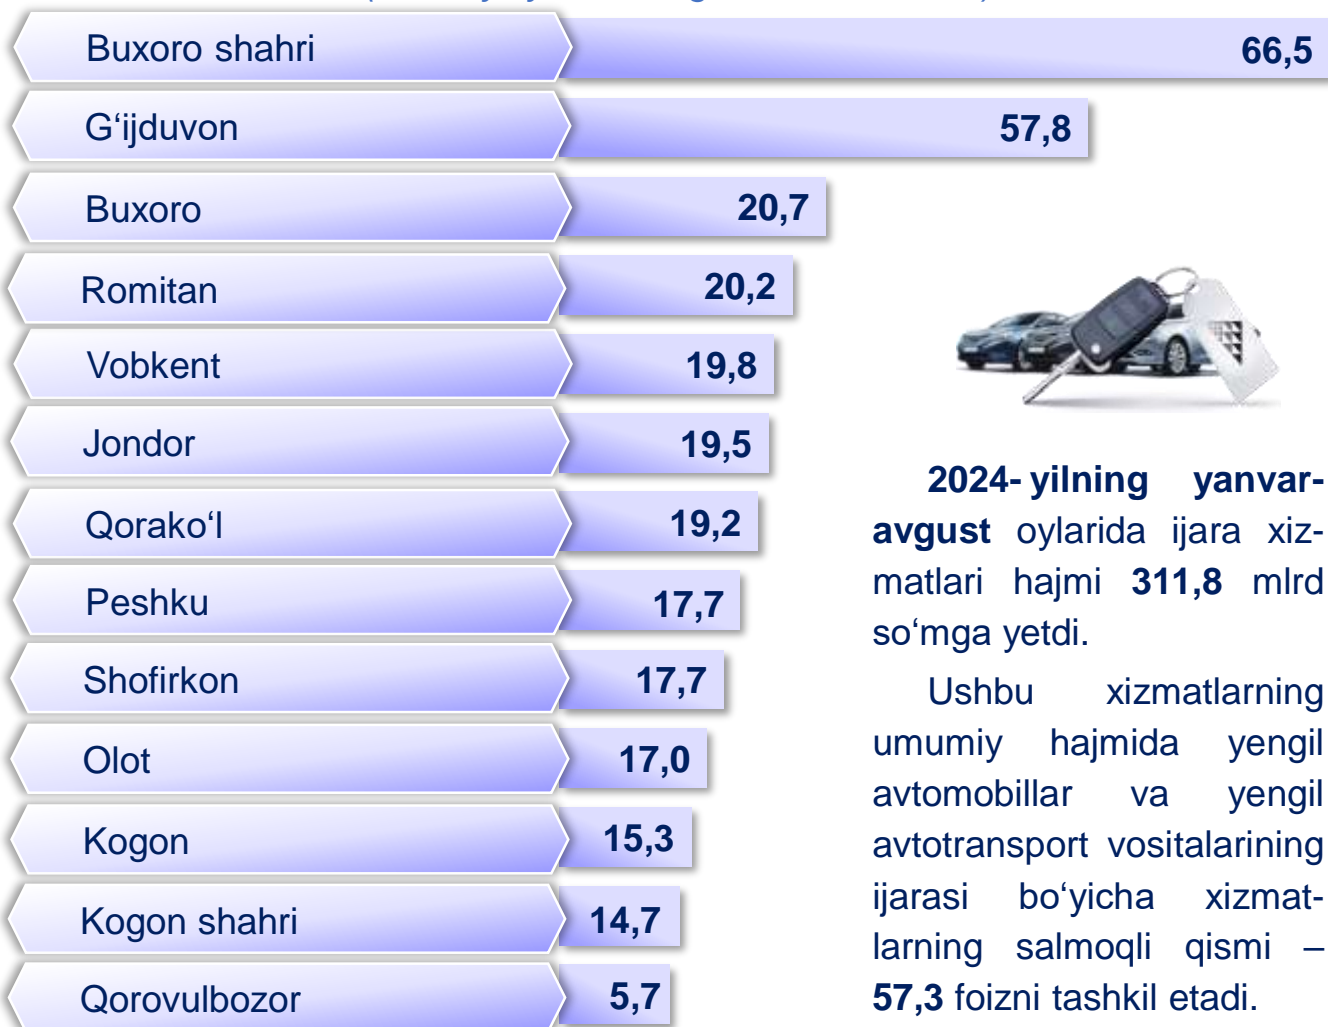 Buxoro shahri 66,5
G‘ijduvon 57,8
Buxoro 20,7
Romitan 20,2
Vobkent 19,8
Jondor 19,5
Qorako‘l 19,2
Peshku 17,7
Shofirkon 17,7
Olot 17,0
Kogon 15,3
Kogon shahri 14,7
Qorovulbozor 5,7
2024- yilning yanvar-
avgust oylarida ijara xiz-
matlari hajmi 311,8 mlrd
so‘mga yetdi.
Ushbu xizmatlarning
umumiy hajmida yengil
avtomobillar va yengil
avtotransport vositalarining
ijarasi bo‘yicha xizmat-
larning salmoqli qismi –
57,3 foizni tashkil etadi.